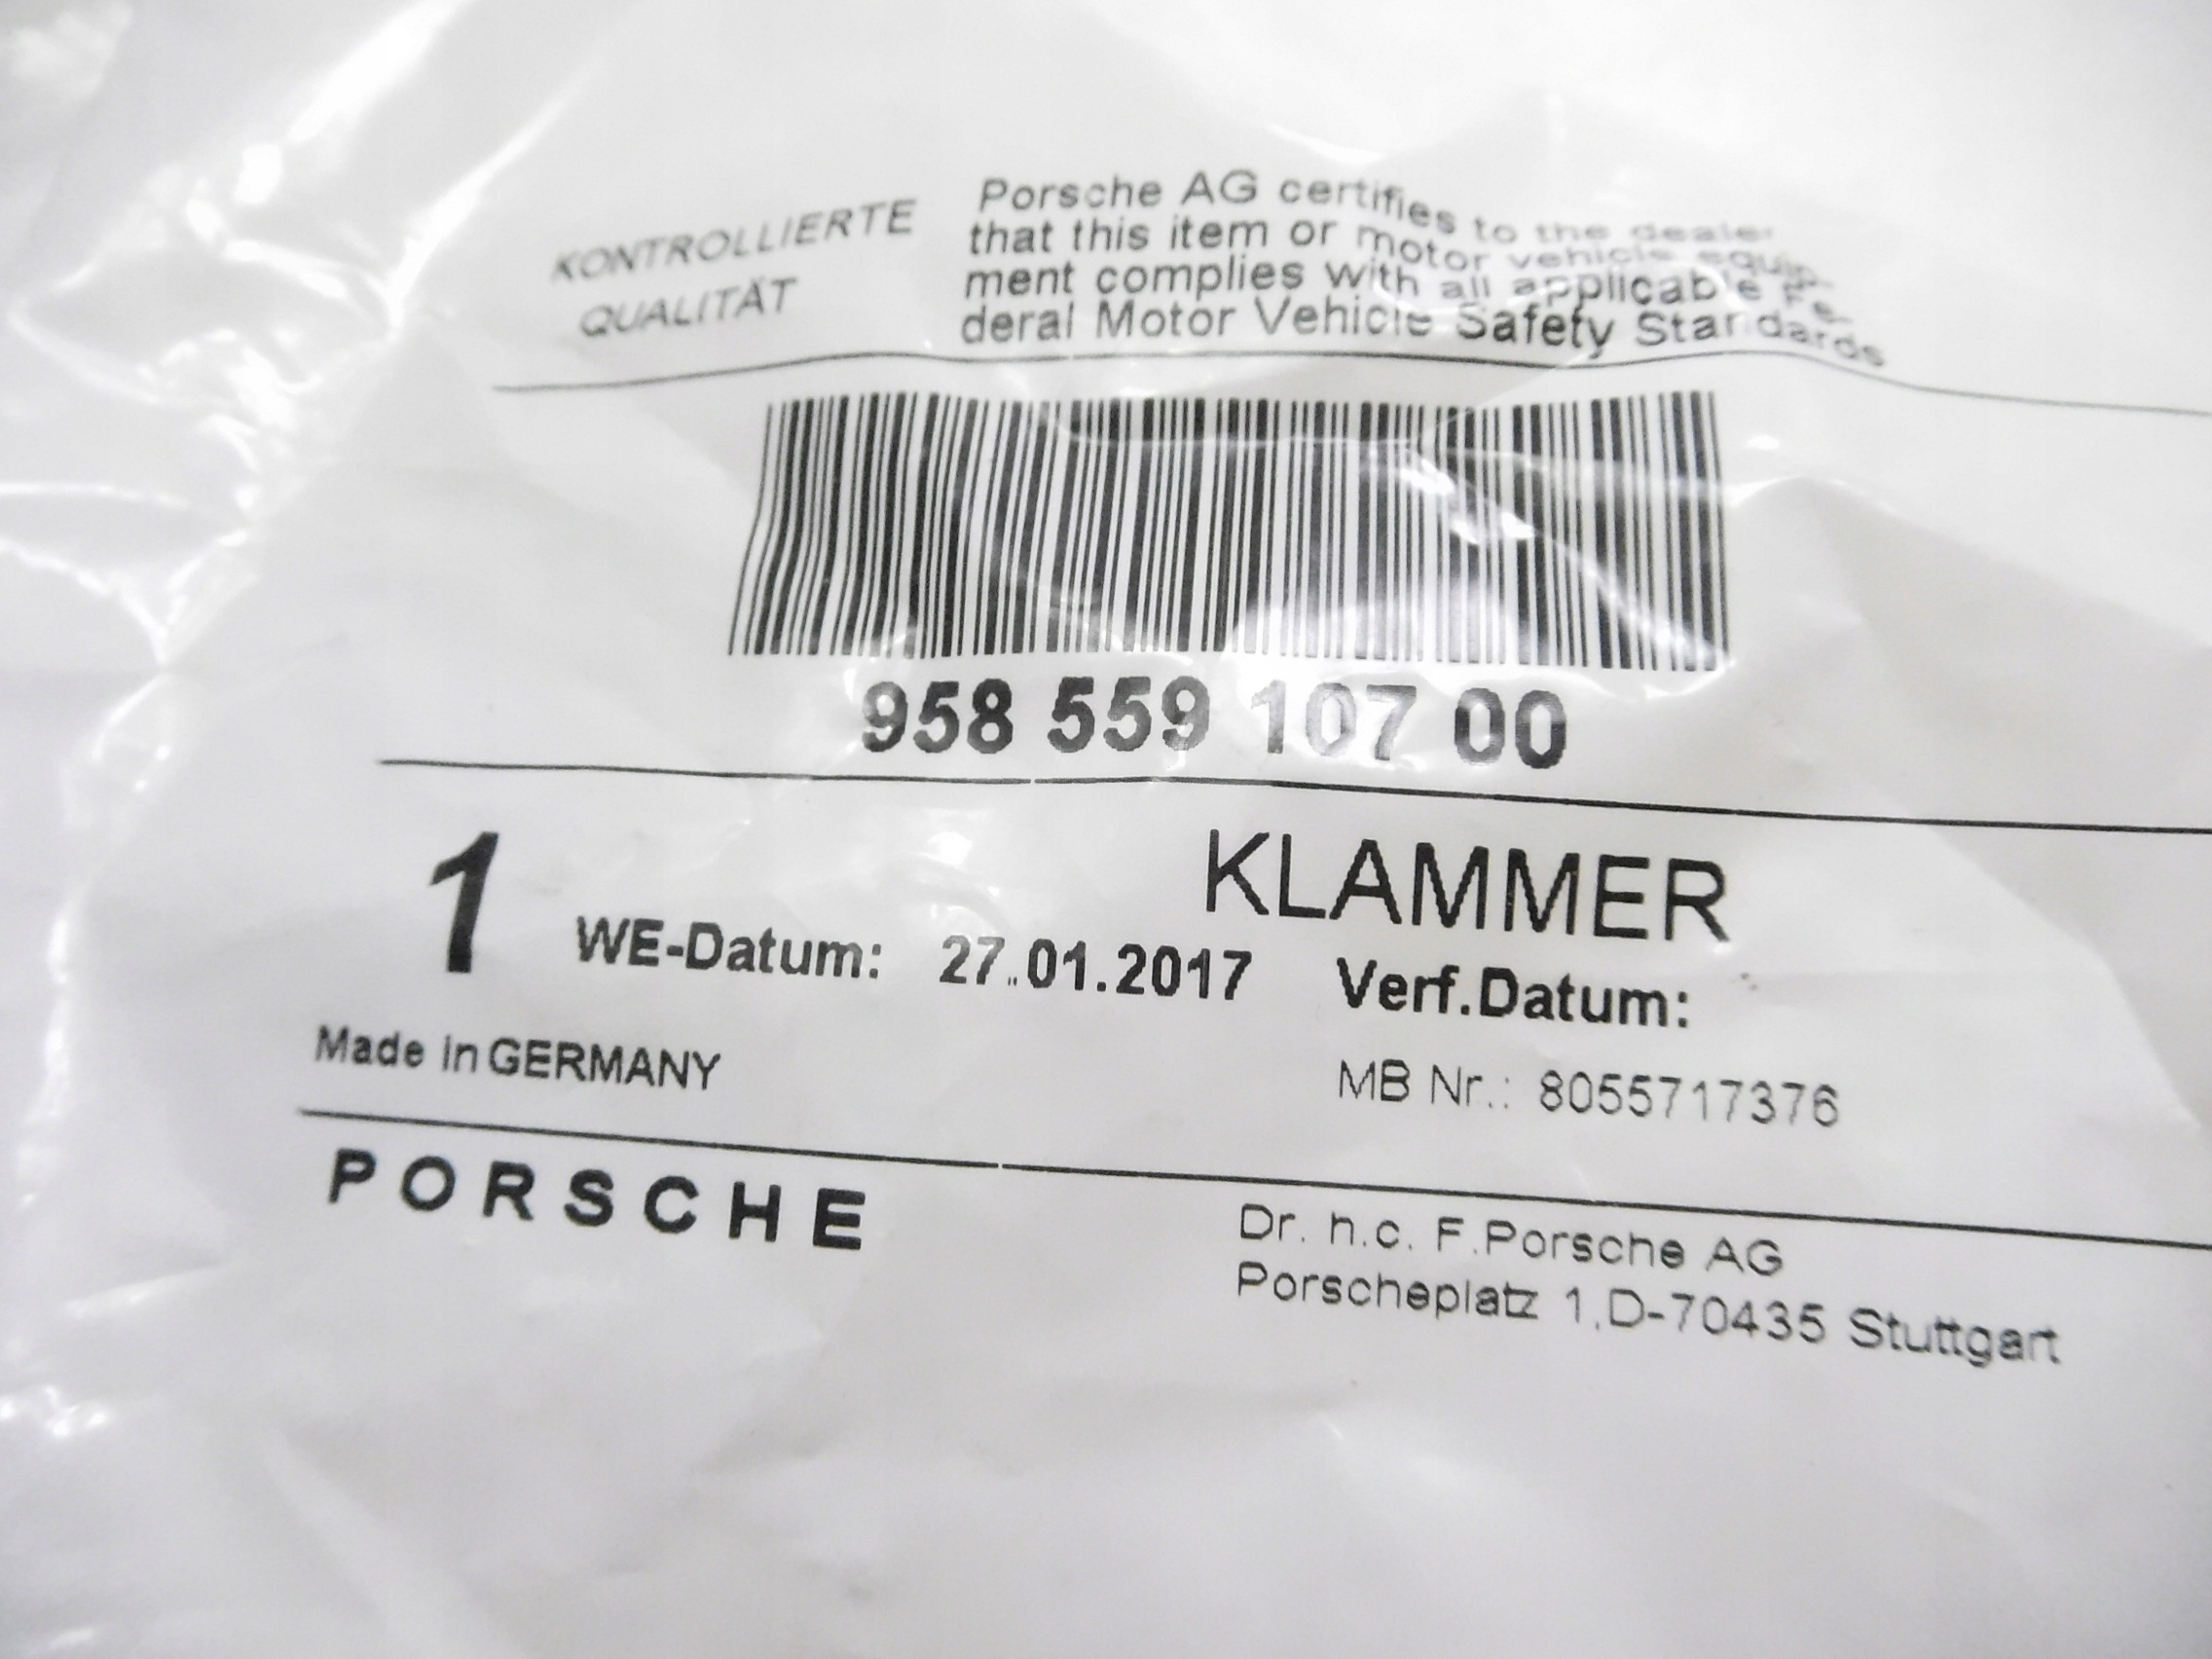 KONTROLLIERTE
QUALITÄT
Porsche AG certifies to the dealer
that this item or motor vehicle equip-
ment complies with all applicable Fe-
deral Motor Vehicle Safety Standards
958 559 107 00
1
KLAMMER
WE-Datum: 27.01.2017 Verf.Datum:
Made in GERMANY
MB Nr.: 8055717376
PORSCHE
Dr. h.c. F.Porsche AG
Porscheplatz 1,D-70435 Stuttgart